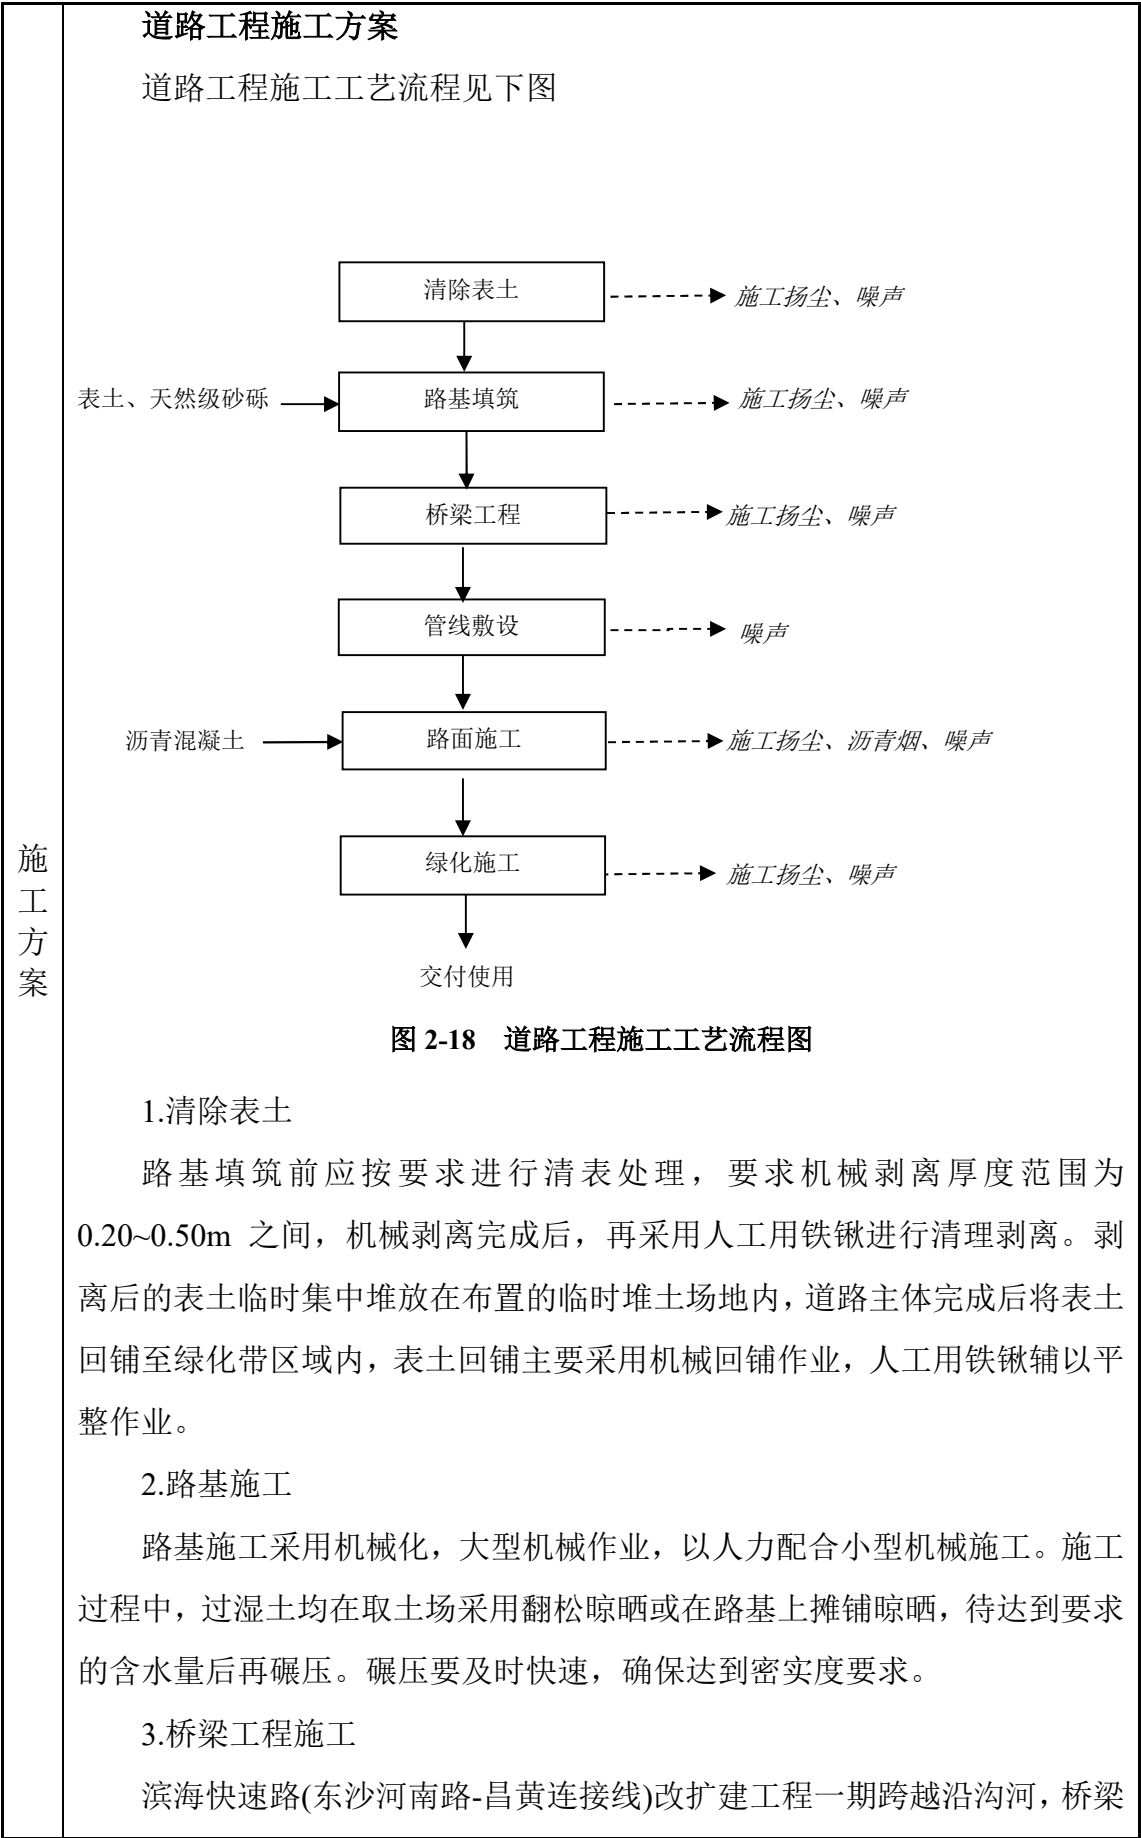 施
工
方
案
道路工程施工方案
道路工程施工工艺流程见下图
清除表土
施工扬尘、噪声
表土、天然级砂砾
路基填筑
施工扬尘、噪声
桥梁工程
施工扬尘、噪声
管线敷设
噪声
沥青混凝土
路面施工
施工扬尘、沥青烟、噪声
绿化施工
施工扬尘、噪声
交付使用
图 2-18 道路工程施工工艺流程图
1.清除表土
路基填筑前应按要求进行清表处理，要求机械剥离厚度范围为
0.20~0.50m 之间，机械剥离完成后，再采用人工用铁锹进行清理剥离。剥
离后的表土临时集中堆放在布置的临时堆土场地内，道路主体完成后将表土
回铺至绿化带区域内，表土回铺主要采用机械回铺作业，人工用铁锹辅以平
整作业。
2.路基施工
路基施工采用机械化，大型机械作业，以人力配合小型机械施工。施工
过程中，过湿土均在取土场采用翻松晾晒或在路基上摊铺晾晒，待达到要求
的含水量后再碾压。碾压要及时快速，确保达到密实度要求。
3.桥梁工程施工
滨海快速路(东沙河南路-昌黄连接线)改扩建工程一期跨越沿沟河，桥梁